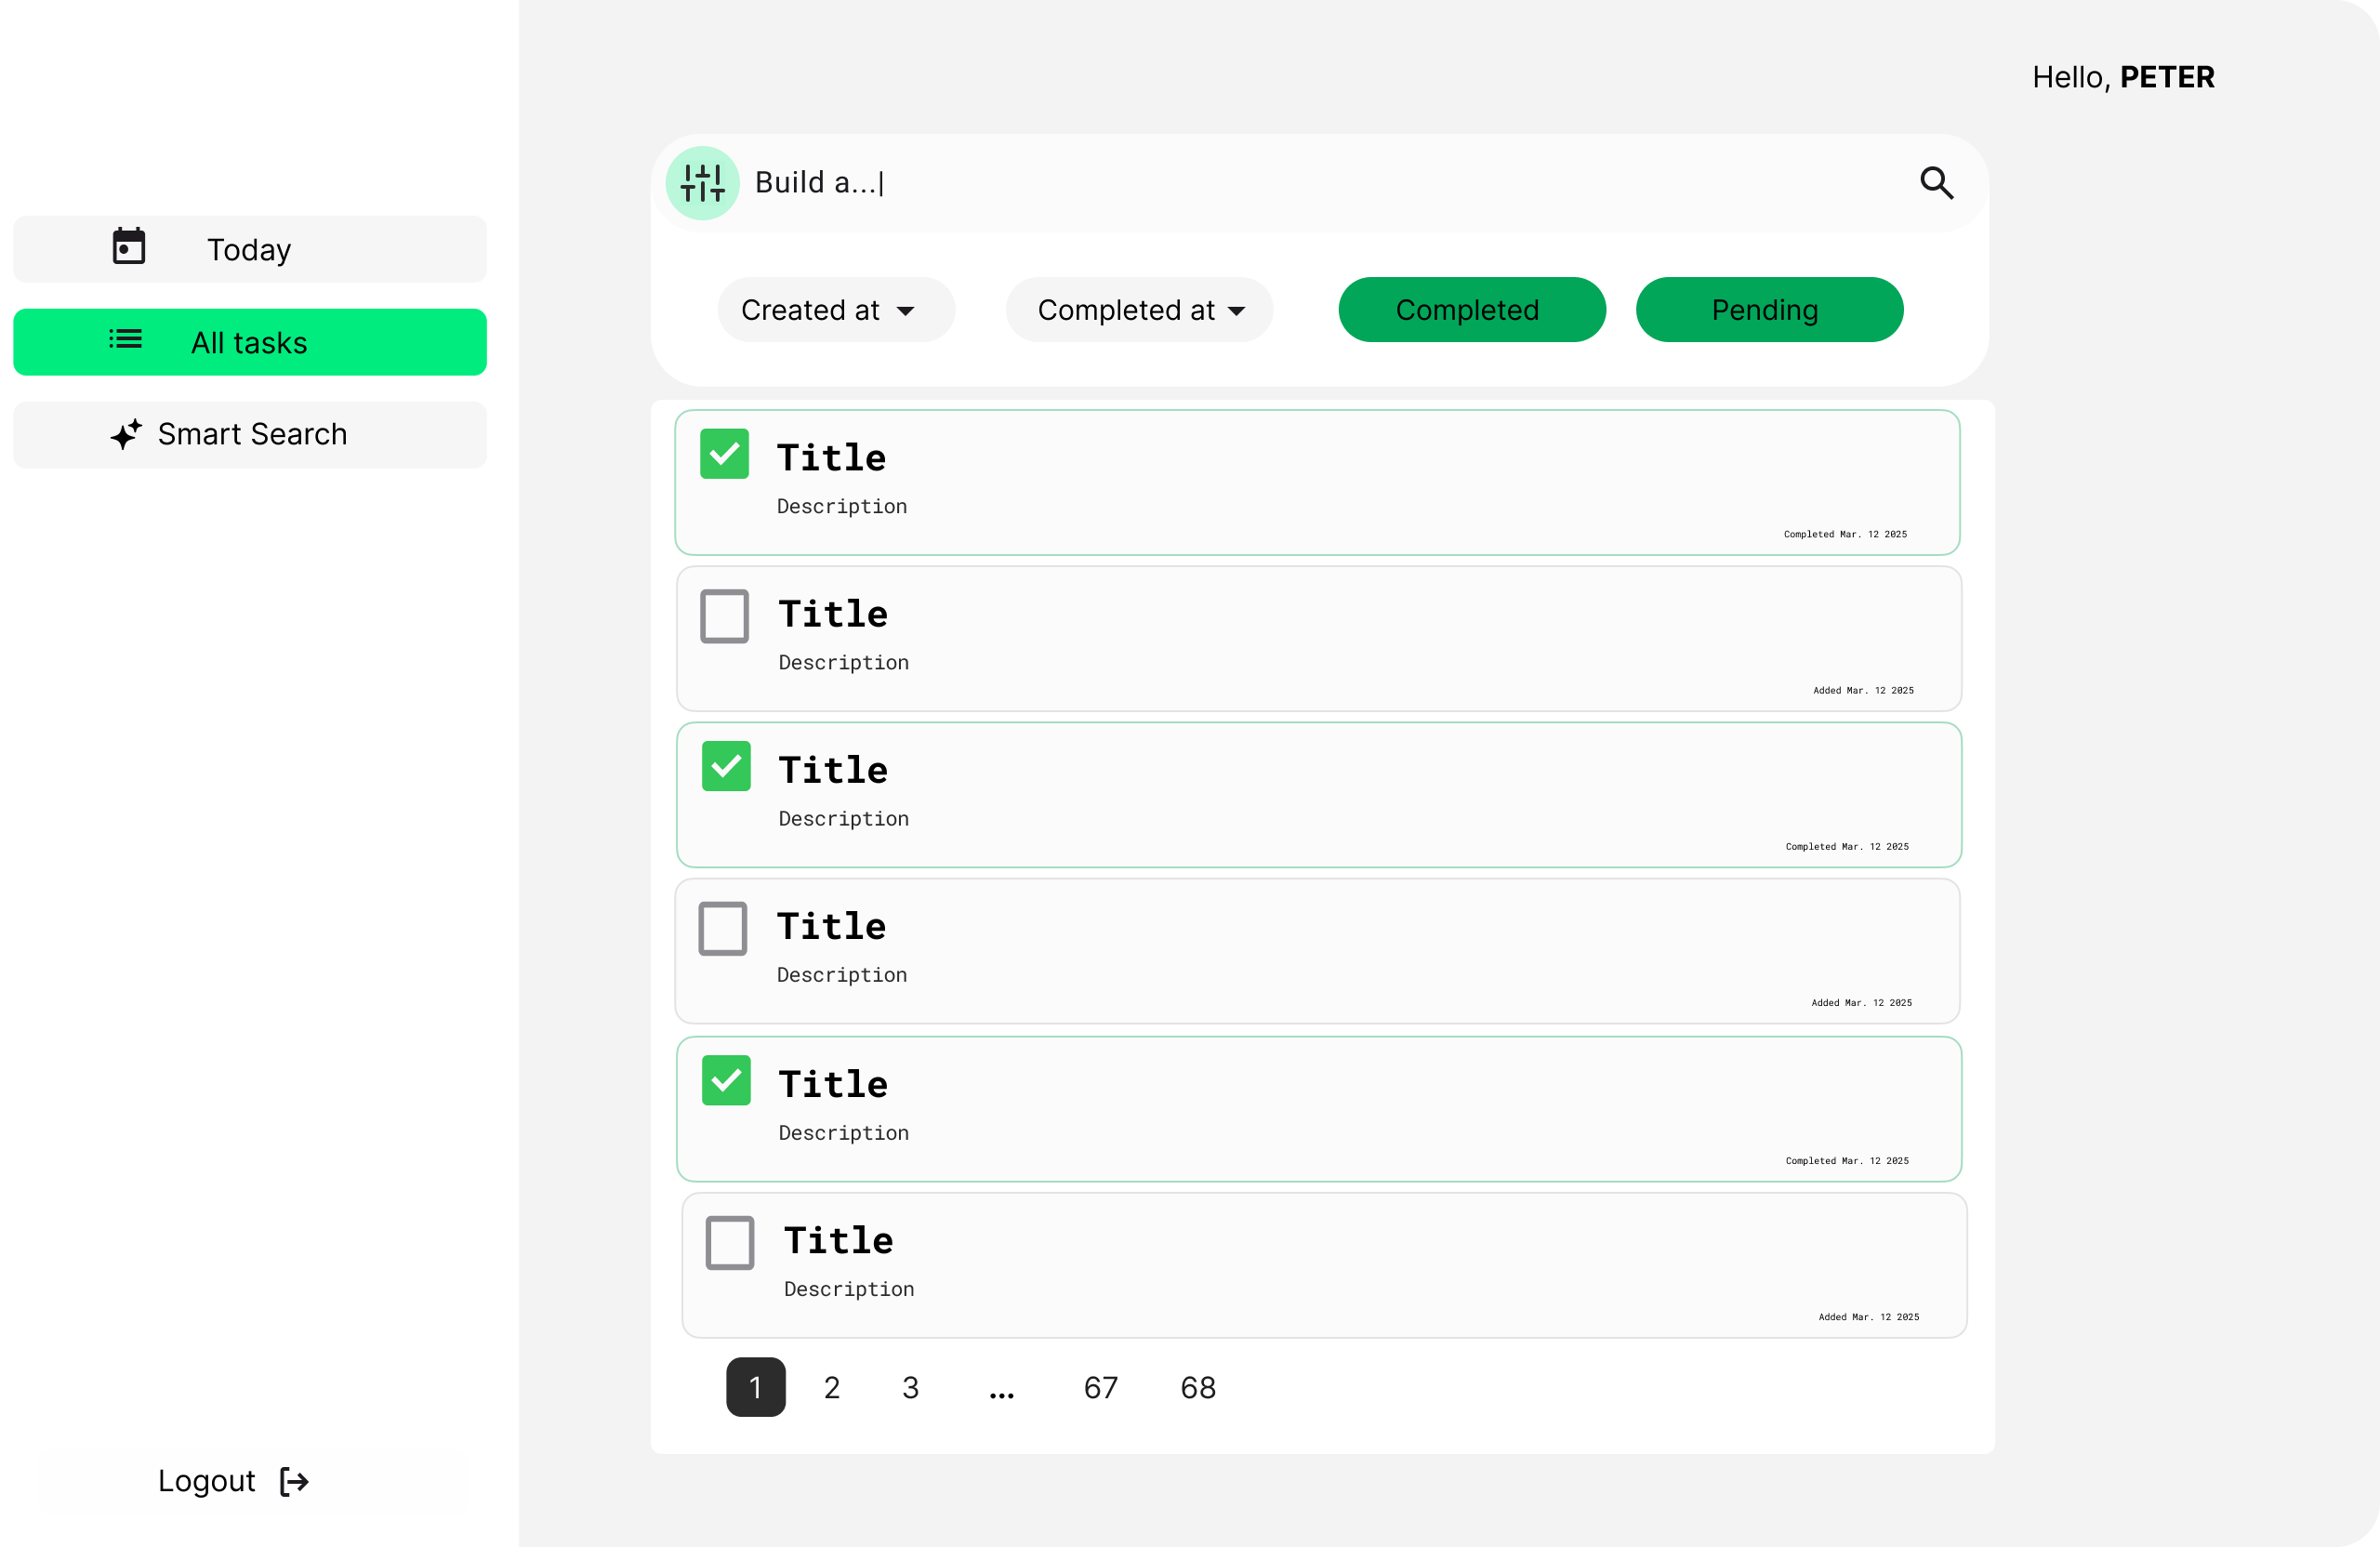 Hello, PETER
Build a...
Today
All tasks
Smart Search
Created at
Completed at
Completed
Pending
Title
Description
Completed Mar. 12 2025
Title
Description
Added Mar. 12 2025
Title
Description
Completed Mar. 12 2025
Title
Description
Added Mar. 12 2025
Title
Description
Completed Mar. 12 2025
Title
Description
Added Mar. 12 2025
1 2 3 ... 67 68
Logout